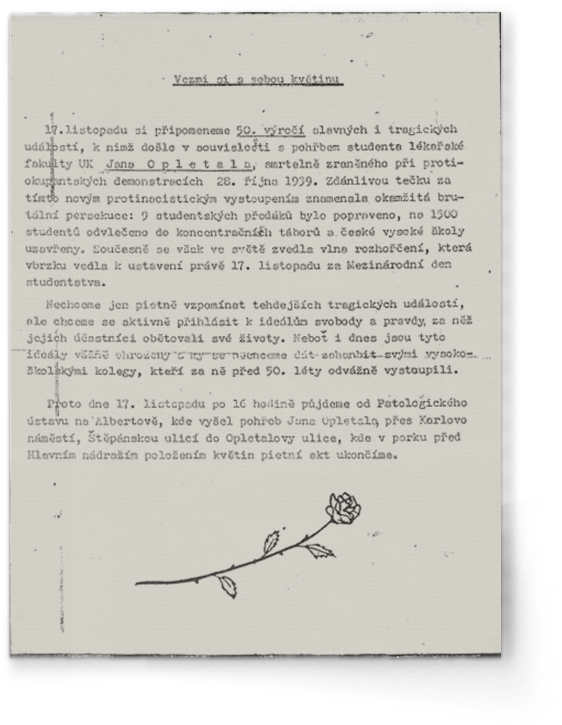 Vezmi si s sebou květinu
17.listopadu si připomeneme 50. výročí slavných i tragických
událostí, k nimž došlo v souvislosti s pohřbem studenta lékařské
fakulty UK Jana O p l e t a l a, smrtelně zraněného při proti-
okupantských demonstracích 28. října 1939. Zdánlivou tečku za
tímto novým protinacistickým vystoupením znamenala okamžitá bru-
tální persekuce: 9 studentských předáků bylo popraveno, na 1500
studentů odvlečeno do koncentračních táborů a české vysoké školy
uzavřeny. Současně se však ve světě zvedla vlna rozhořčení, která
vbrzku vedla k ustavení právě 17. listopadu za Mezinárodní den
studentstva.
Nechceme jen pietně vzpomínat tehdejších tragických událostí,
ale chceme se aktivně přihlásit k ideálům svobody a pravdy, za něž
jejich účastníci obětovali své životy. Neboť i dnes jsou tyto
ideály vážně ohroženy a my se nechceme dát zahanbit svými vysoko-
školskými kolegy, kteří za ně před 50. léty odvážně vystoupili.
Proto dne 17. listopadu po 16 hodině půjdeme od Patologického
ústavu na Albertově, kde vyšel pohřeb Jana Opletala, přes Karlovo
náměstí, Štěpánskou ulicí do Opletalovy ulice, kde v parku před
Hlavním nádražím položením květin pietní akt ukončíme.